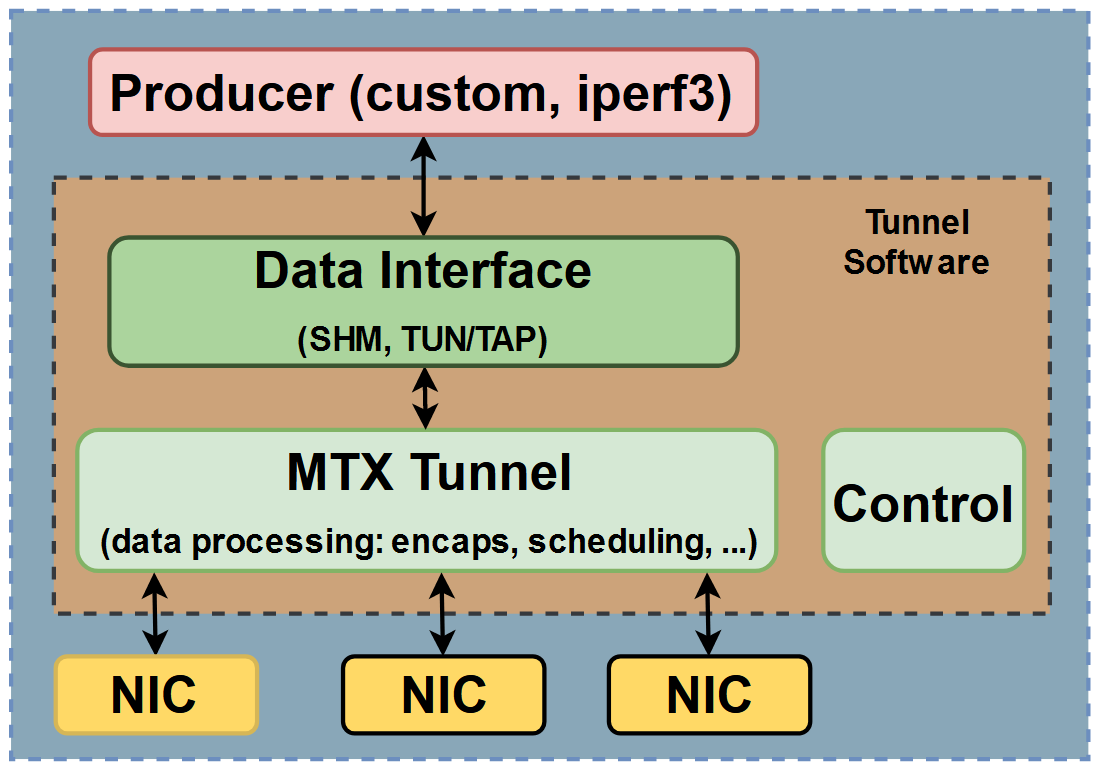 Producer (custom, iperf3)
Tunnel
Software
Data Interface
(SHM, TUN/TAP)
MTX Tunnel
(data processing: encaps, scheduling, ...)
Control
NIC
NIC
NIC